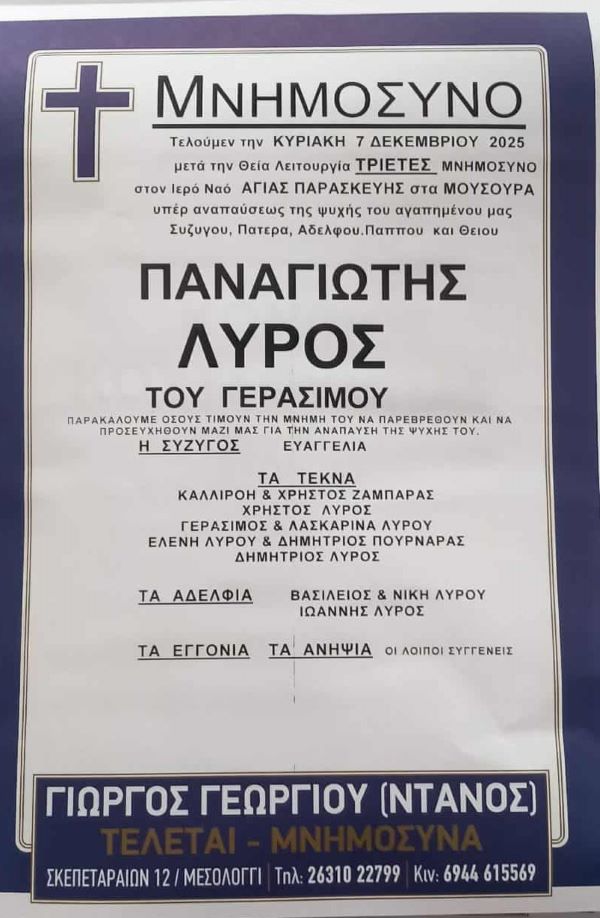 ΜΝΗΜΟΣΥΝΟ
Τελούμεν την ΚΥΡΙΑΚΗ 7 ΔΕΚΕΜΒΡΙΟΥ 2025
μετά την Θεία Λειτουργία ΤΡΙΕΤΕΣ ΜΝΗΜΟΣΥΝΟ
στον Ιερό Ναό ΑΓΙΑΣ ΠΑΡΑΣΚΕΥΗΣ στα ΜΟΥΣΟΥΡΑ
υπέρ αναπαύσεως της ψυχής του αγαπημένου μας
Συζυγου, Πατερα, Αδελφου.Παππου και Θειου
ΠΑΝΑΓΙΩΤΗΣ
ΛΥΡΟΣ
ΤΟΥ ΓΕΡΑΣΙΜΟΥ
ΠΑΡΑΚΑΛΟΥΜΕ ΟΣΟΥΣ ΤΙΜΟΥΝ ΤΗΝ ΜΝΗΜΗ ΤΟΥ ΝΑ ΠΑΡΕΒΡΕΘΟΥΝ ΚΑΙ ΝΑ
ΠΡΟΣΕΥΧΗΘΟΥΝ ΜΑΖΙ ΜΑΣ ΓΙΑ ΤΗΝ ΑΝΑΠΑΥΣΗ ΤΗΣ ΨΥΧΗΣ ΤΟΥ.
Η ΣΥΖΥΓΟΣ ΕΥΑΓΓΕΛΙΑ
ΤΑ ΤΕΚΝΑ
ΚΑΛΛΙΡΟΗ & ΧΡΗΣΤΟΣ ΖΑΜΠΑΡΑΣ
ΧΡΗΣΤΟΣ ΛΥΡΟΣ
ΓΕΡΑΣΙΜΟΣ & ΛΑΣΚΑΡΙΝΑ ΛΥΡΟΥ
ΕΛΕΝΗ ΛΥΡΟΥ & ΔΗΜΗΤΡΙΟΣ ΠΟΥΡΝΑΡΑΣ
ΔΗΜΗΤΡΙΟΣ ΛΥΡΟΣ
ΤΑ ΑΔΕΛΦΙΑ ΒΑΣΙΛΕΙΟΣ & ΝΙΚΗ ΛΥΡΟΥ
ΙΩΑΝΝΗΣ ΛΥΡΟΣ
ΤΑ ΕΓΓΟΝΙΑ ΤΑ ΑΝΗΨΙΑ ΟΙ ΛΟΙΠΟΙ ΣΥΓΓΕΝΕΙΣ
ΓΙΩΡΓΟΣ ΓΕΩΡΓΙΟΥ (ΝΤΑΝΟΣ)
ΤΕΛΕΤΑΙ - ΜΝΗΜΟΣΥΝΑ
ΣΚΕΠΕΤΑΡΑΙΩΝ 12 / ΜΕΣΟΛΟΓΓΙ Τηλ: 26310 22799 Κιν: 6944 615569